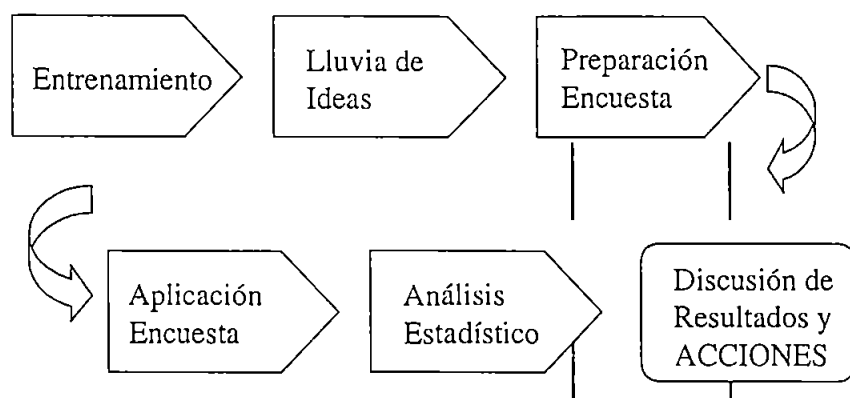 Entrenamiento
Lluvia de
Ideas
Preparación
Encuesta
Aplicación
Encuesta
Análisis
Estadístico
Discusión de
Resultados y
ACCIONES